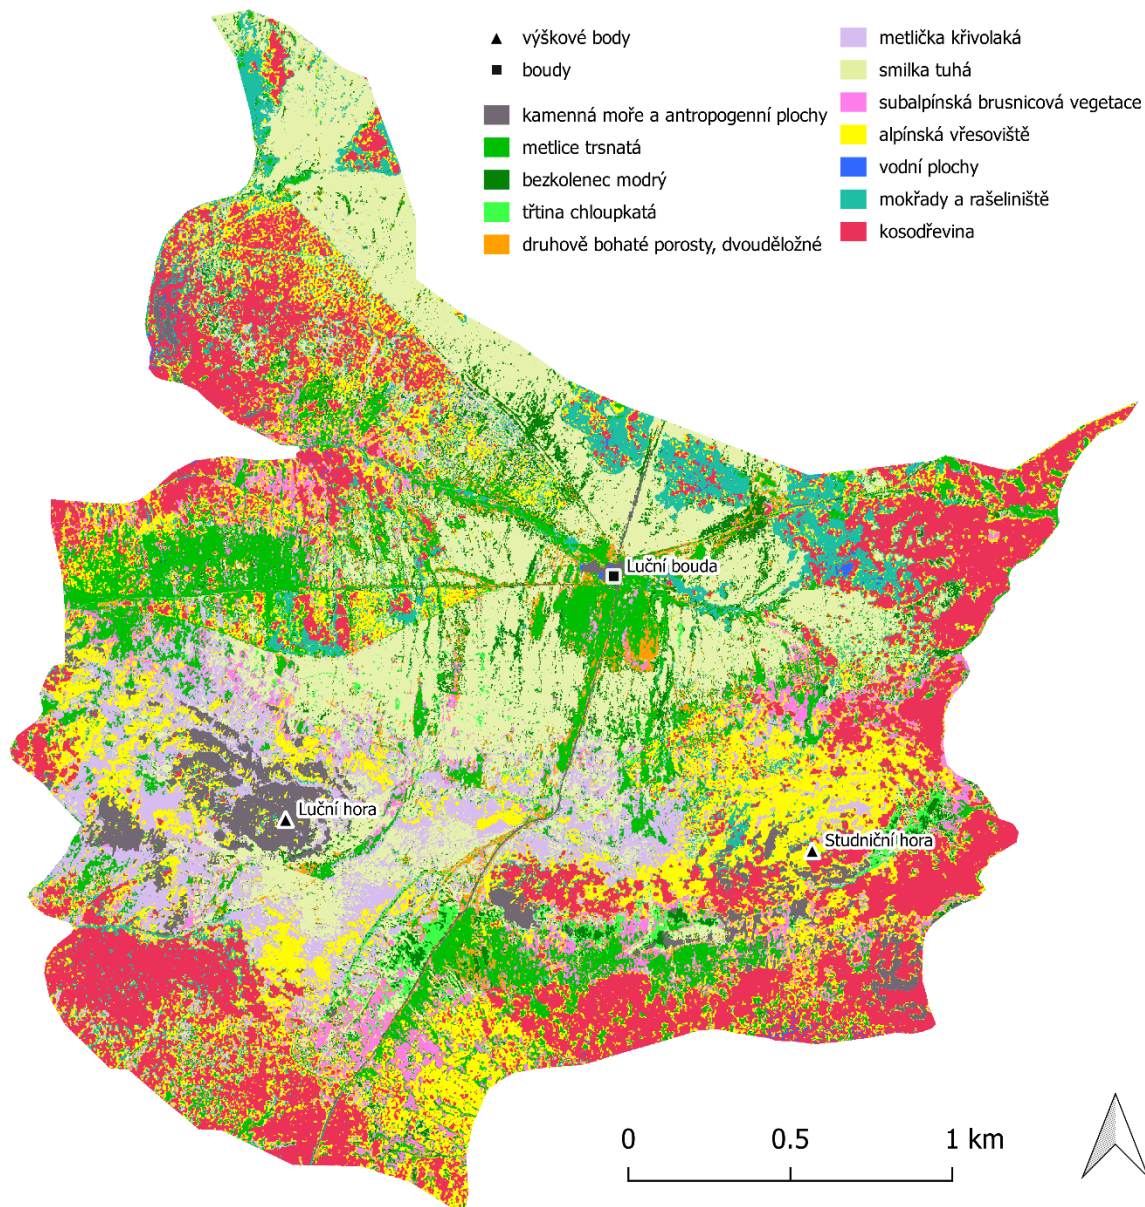 výškové body
boudy
kamenná moře a antropogenní plochy
metlice trsnatá
bezkolenec modrý
třtina chloupkatá
druhově bohaté porosty, dvouděložné
metlička křivolaká
smilka tuhá
subalpínská brusnicová vegetace
alpínská vřesoviště
vodní plochy
mokřady a rašeliniště
kosodřevina
Luční bouda
Luční hora
Studniční hora
0 0.5 1 km